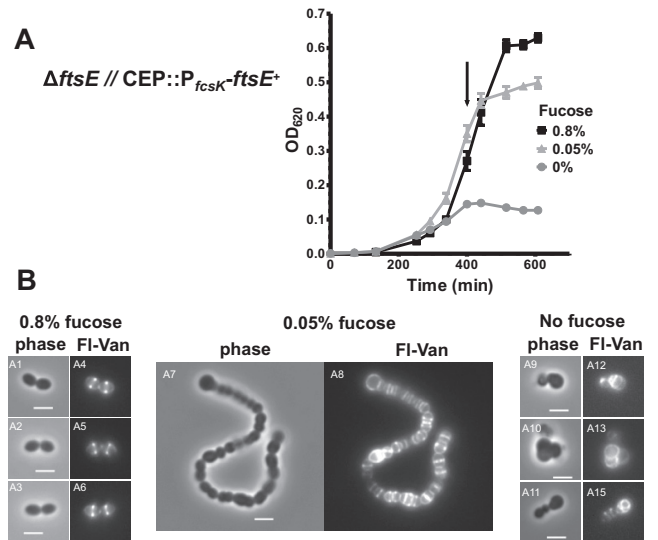 A
ΔftsE // CEP::PfcsK-ftsE+
0.7
0.6
0.5
0.4
0.3
0.2
0.1
0.0
OD620
0
200
400
600
Time (min)
Fucose
0.8%
0.05%
0%
B
0.8% fucose
phase Fl-Van
A1
A4
A2
A5
A3
A6
0.05% fucose
phase
Fl-Van
A7
A8
No fucose
phase Fl-Van
A9
A12
A10
A13
A11
A15